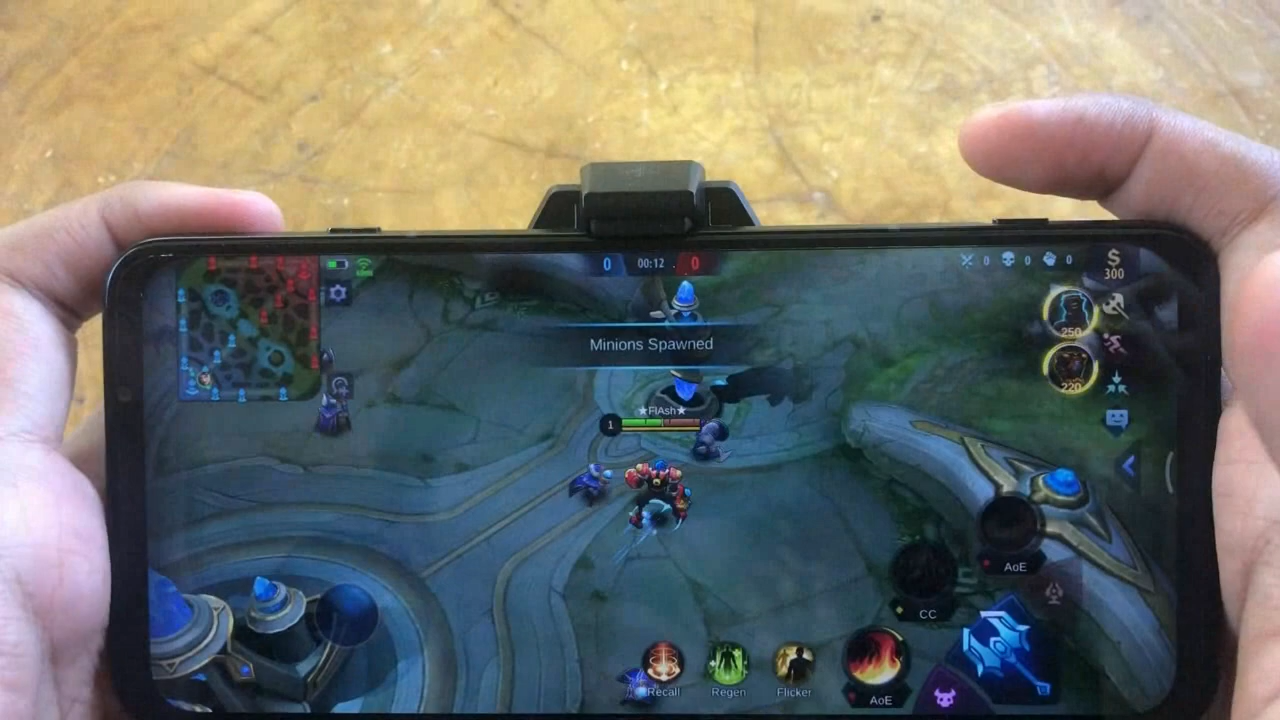 0
00:12
0
0
0
0
$
300
Minions Spawned
250
220
★FlAsh★
1
AoE
CC
Recall
Regen
Flicker
AoE